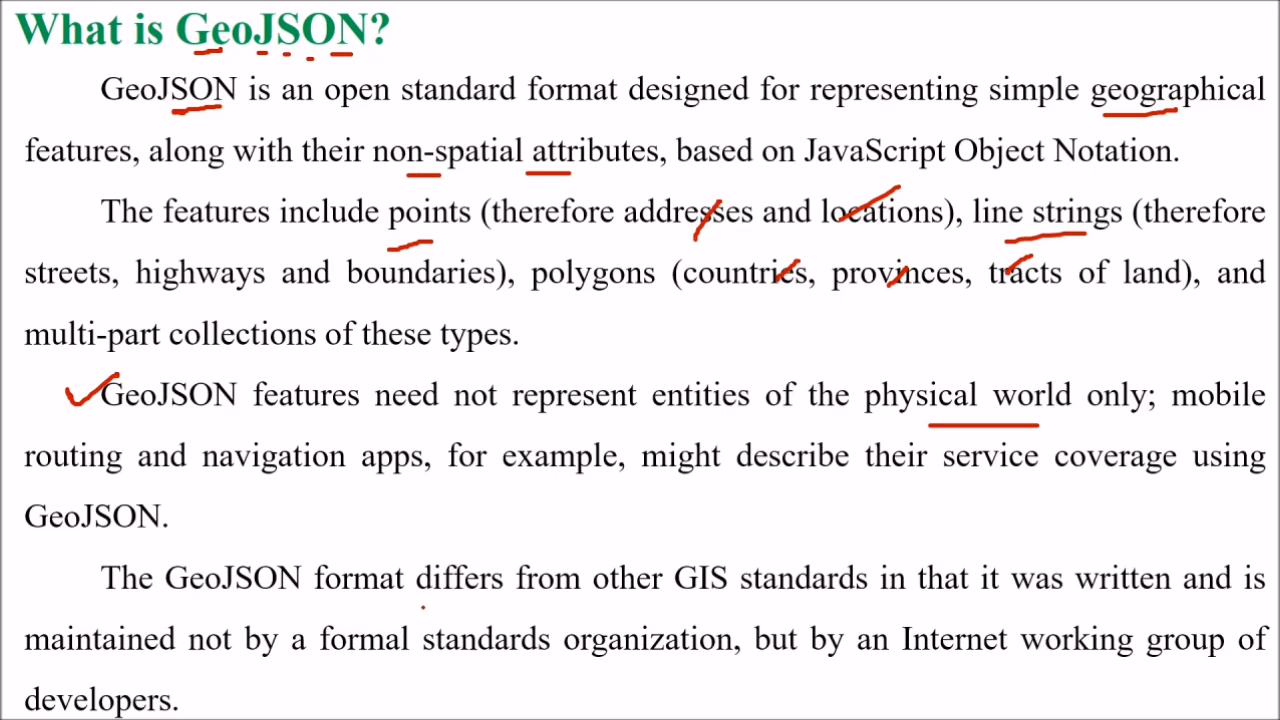 What is GeoJSON?
GeoJSON is an open standard format designed for representing simple geographical
features, along with their non-spatial attributes, based on JavaScript Object Notation.
The features include points (therefore addresses and locations), line strings (therefore
streets, highways and boundaries), polygons (countries, provinces, tracts of land), and
multi-part collections of these types.
GeoJSON features need not represent entities of the physical world only; mobile
routing and navigation apps, for example, might describe their service coverage using
GeoJSON.
The GeoJSON format differs from other GIS standards in that it was written and is
maintained not by a formal standards organization, but by an Internet working group of
developers.